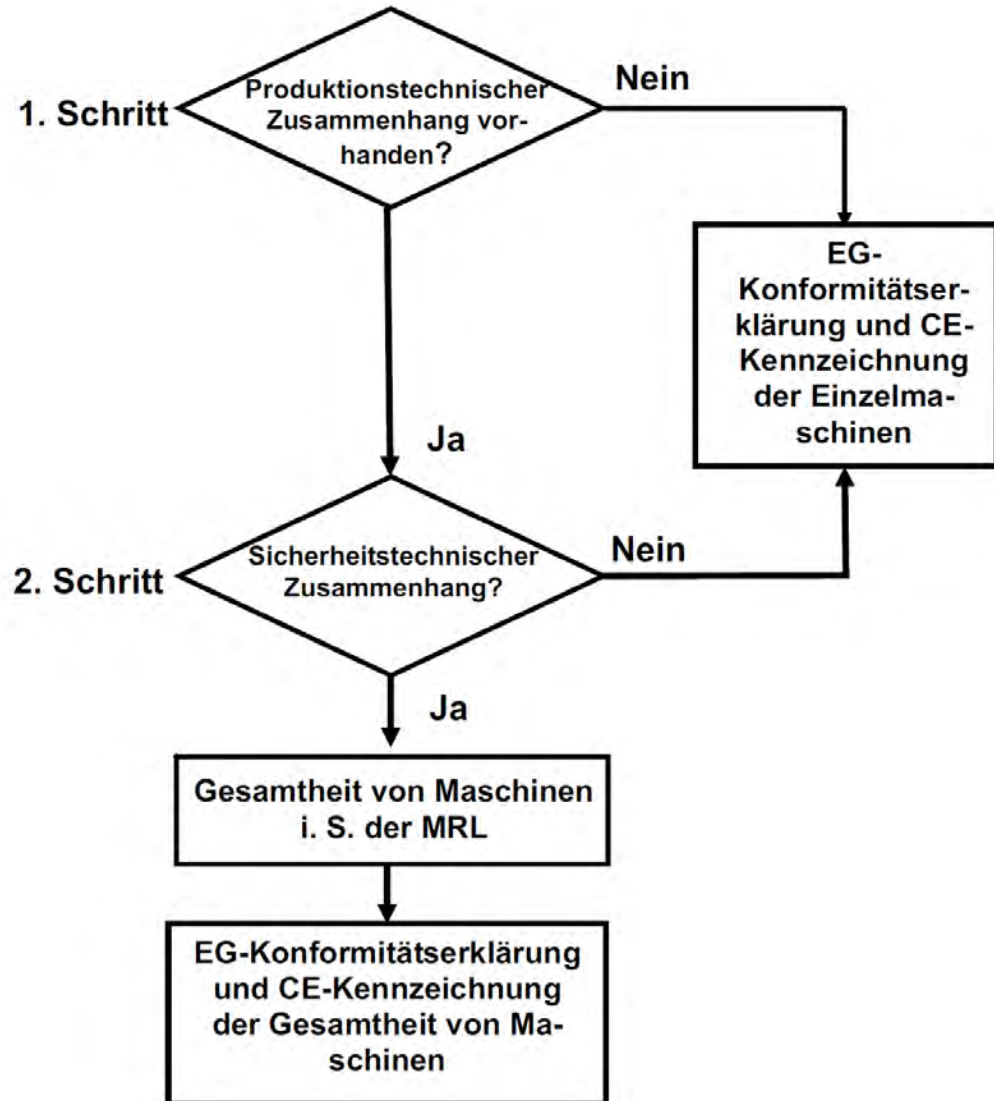 1. Schritt
Produktionstechnischer
Zusammenhang vor-
handen?
Nein
EG-
Konformitätser-
klärung und CE-
Kennzeichnung
der Einzelma-
schinen
Ja
2. Schritt
Sicherheitstechnischer
Zusammenhang?
Nein
Ja
Gesamtheit von Maschinen
i. S. der MRL
EG-Konformitätserklärung
und CE-Kennzeichnung
der Gesamtheit von Ma-
schinen